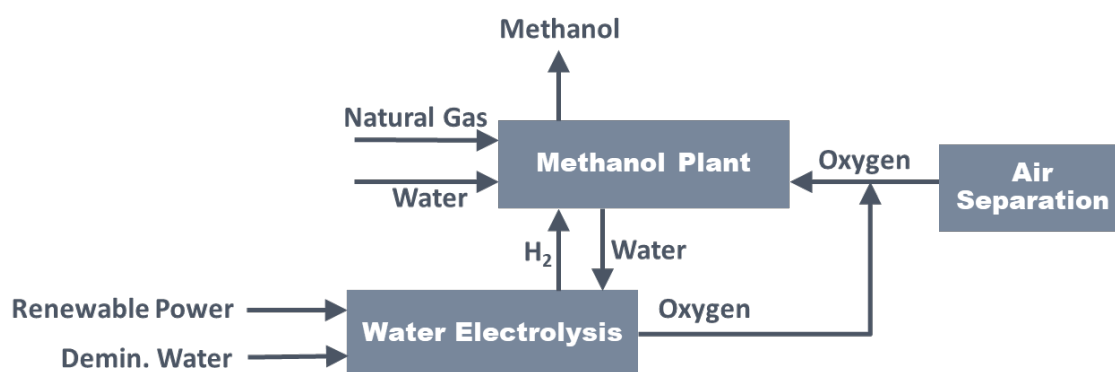 Methanol
Natural Gas
Methanol Plant
Oxygen
Air
Separation
Water
H₂
Water
Renewable Power
Water Electrolysis
Oxygen
Demin. Water